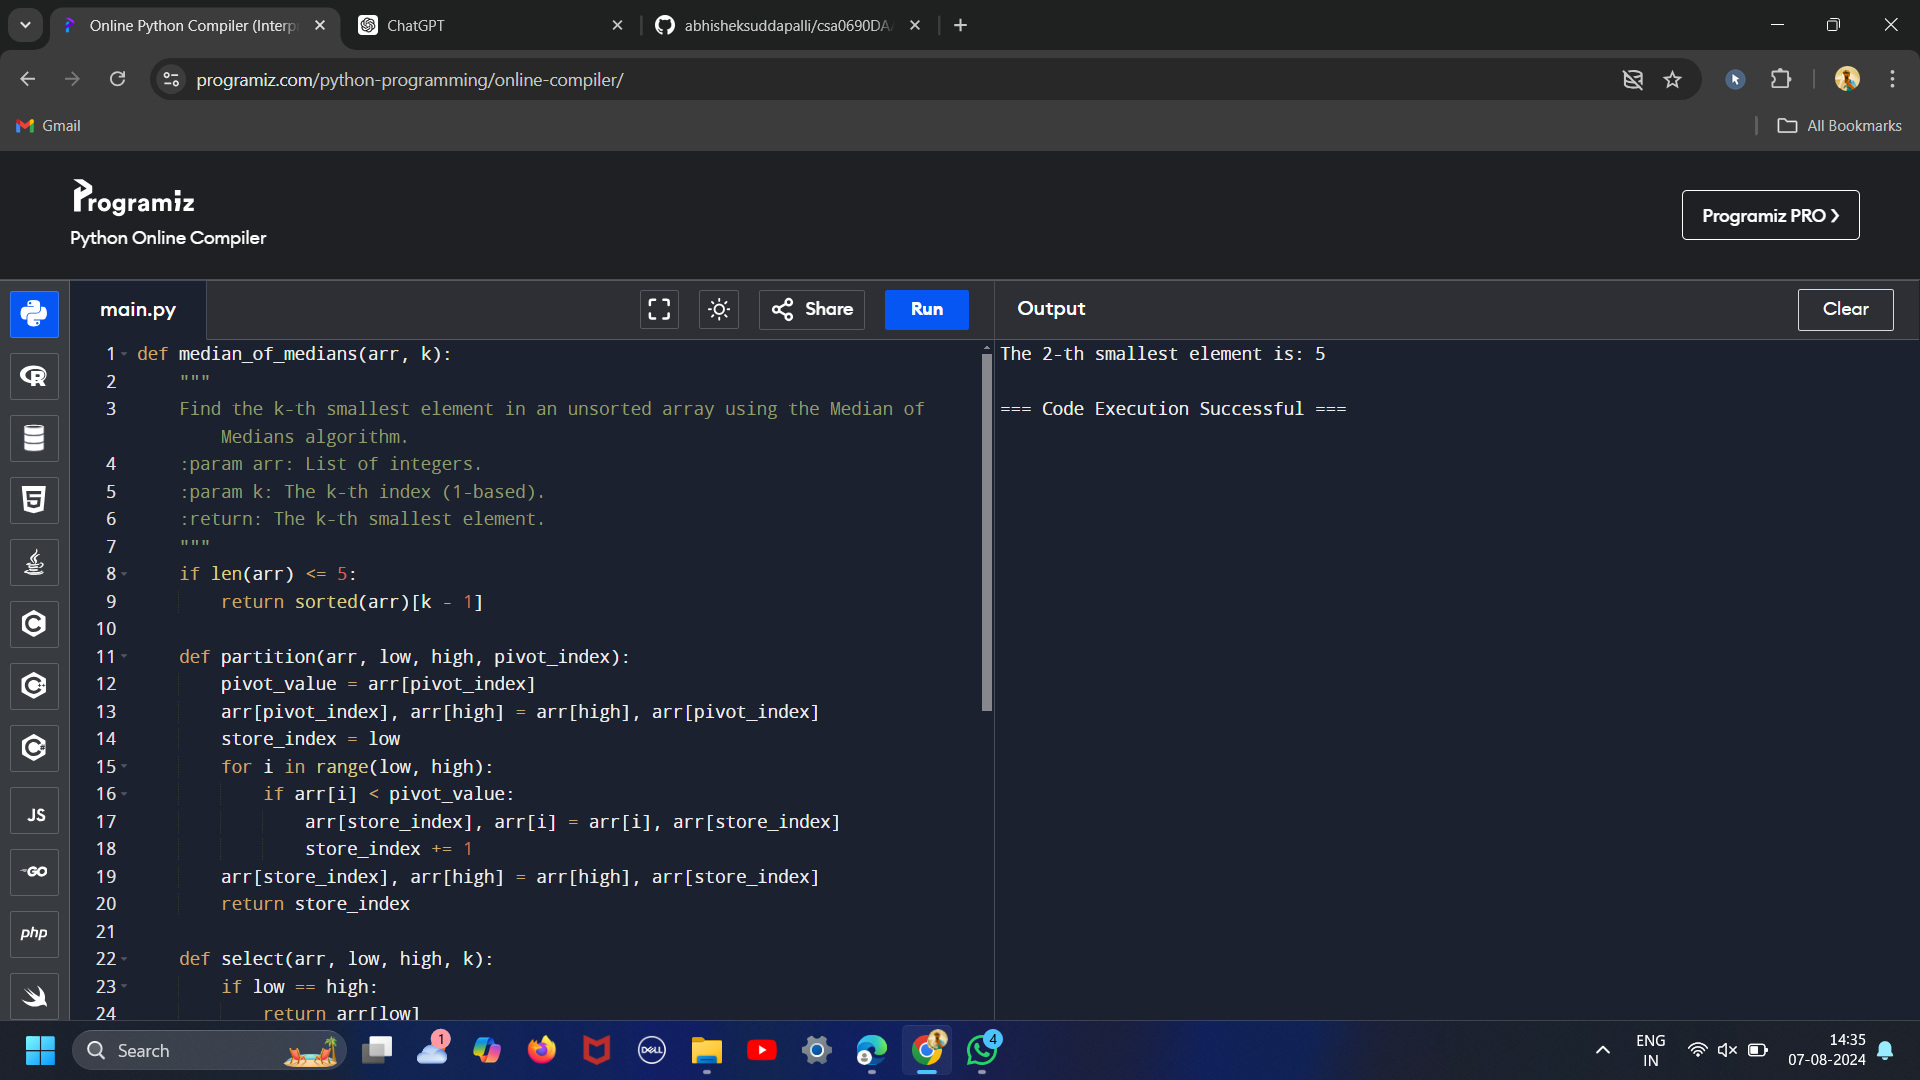 Online Python Compiler (Interp
ChatGPT
abhisheksuddapalli/csa0690DA
programiz.com/python-programming/online-compiler/
Gmail
All Bookmarks
Programiz
Python Online Compiler
Programiz PRO ❯
main.py
Share
Run
Output
Clear
1 def median_of_medians(arr, k):
2 """
3 Find the k-th smallest element in an unsorted array using the Median of
Medians algorithm.
4 :param arr: List of integers.
5 :param k: The k-th index (1-based).
6 :return: The k-th smallest element.
7 """
8 if len(arr) <= 5:
9 return sorted(arr)[k - 1]
10
11 def partition(arr, low, high, pivot_index):
12 pivot_value = arr[pivot_index]
13 arr[pivot_index], arr[high] = arr[high], arr[pivot_index]
14 store_index = low
15 for i in range(low, high):
16 if arr[i] < pivot_value:
17 arr[store_index], arr[i] = arr[i], arr[store_index]
18 store_index += 1
19 arr[store_index], arr[high] = arr[high], arr[store_index]
20 return store_index
21
22 def select(arr, low, high, k):
23 if low == high:
24 return arr[low]
The 2-th smallest element is: 5
=== Code Execution Successful ===
R
5
C
C
C
JS
GO
php
Search
1
DELL
4
ENG
IN
14:35
07-08-2024